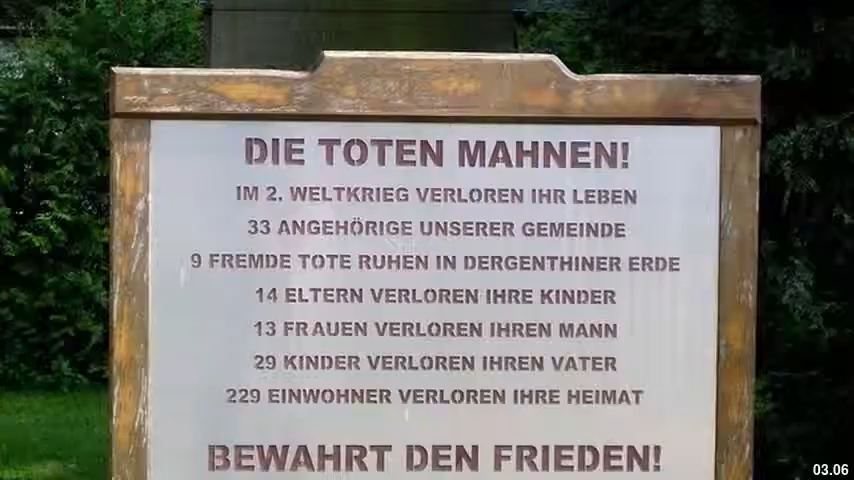 DIE TOTEN MAHNEN!
IM 2. WELTKRIEG VERLOREN IHR LEBEN
33 ANGEHÖRIGE UNSERER GEMEINDE
9 FREMDE TOTE RUHEN IN DERGENTHINER ERDE
14 ELTERN VERLOREN IHRE KINDER
13 FRAUEN VERLOREN IHREN MANN
29 KINDER VERLOREN IHREN VATER
229 EINWOHNER VERLOREN IHRE HEIMAT
BEWAHRT DEN FRIEDEN!
03.06